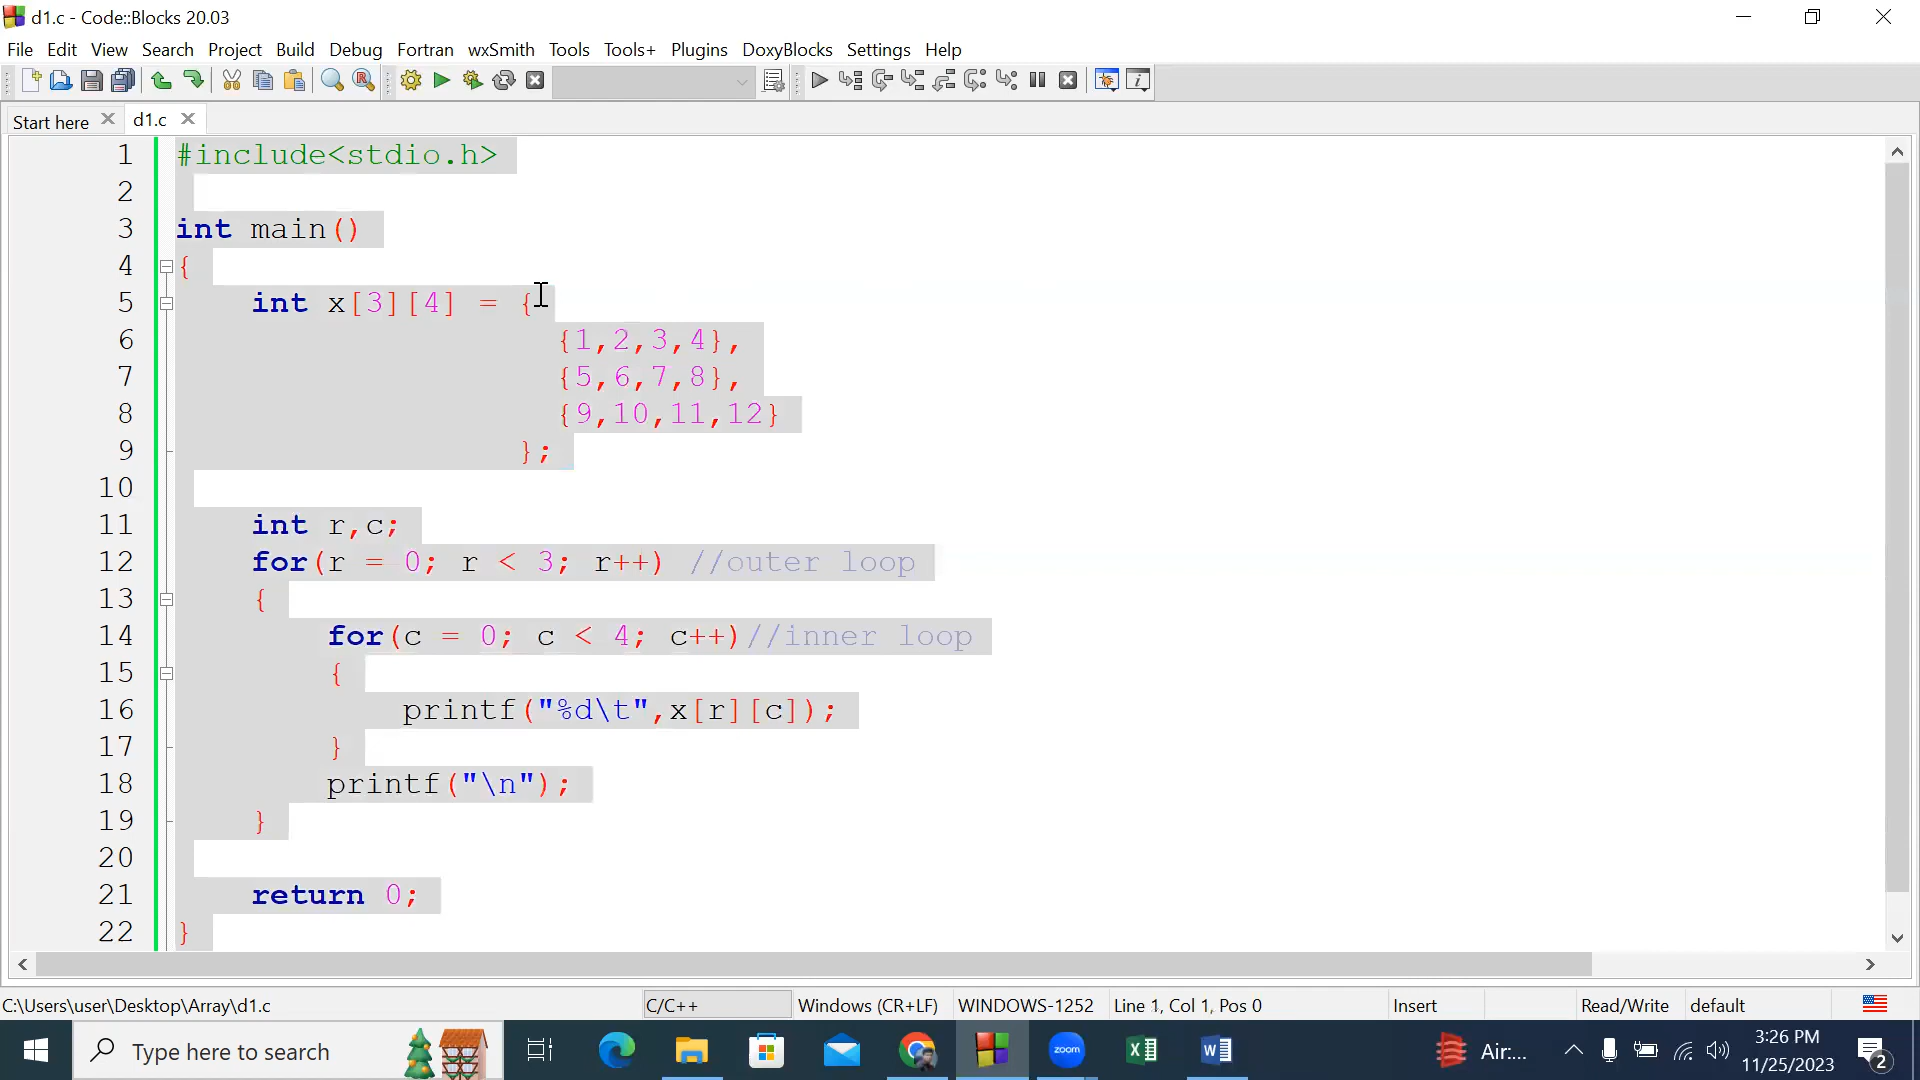 d1.c - Code::Blocks 20.03
File Edit View Search Project Build Debug Fortran wxSmith Tools Tools+ Plugins DoxyBlocks Settings Help
Start here d1.c
1 #include<stdio.h>
2
3 int main()
4 {
5 int x[3][4] = {
6 {1,2,3,4},
7 {5,6,7,8},
8 {9,10,11,12}
9 };
10
11 int r,c;
12 for(r = 0; r < 3; r++) //outer loop
13 {
14 for(c = 0; c < 4; c++)//inner loop
15 {
16 printf("%d\t",x[r][c]);
17 }
18 printf("\n");
19 }
20
21 return 0;
22 }
C:\Users\user\Desktop\Array\d1.c C/C++ Windows (CR+LF) WINDOWS-1252 Line 1, Col 1, Pos 0 Insert Read/Write default
Type here to search zoom Air:... 3:26 PM
11/25/2023 2